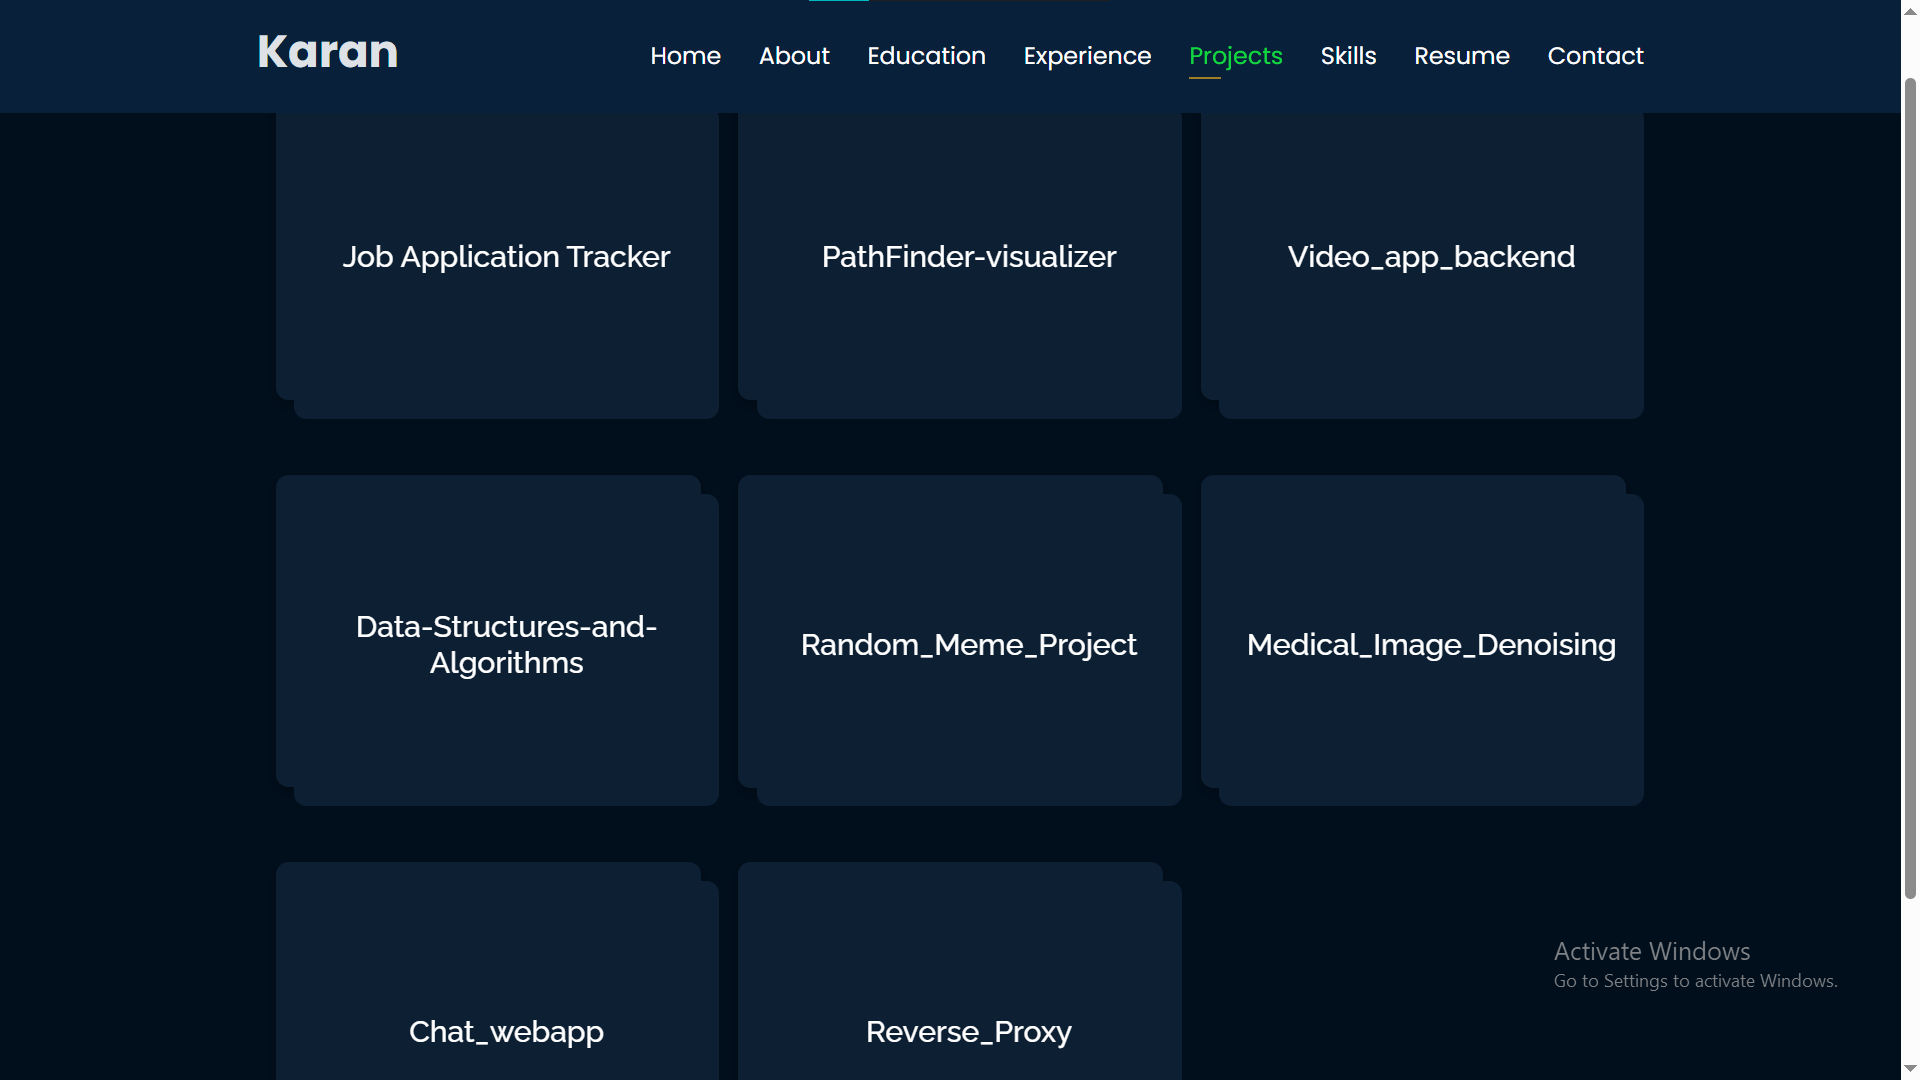 Karan
Home About Education Experience Projects Skills Resume Contact
Job Application Tracker
PathFinder-visualizer
Video_app_backend
Data-Structures-and-
Algorithms
Random_Meme_Project
Medical_Image_Denoising
Chat_webapp
Reverse_Proxy
Activate Windows
Go to Settings to activate Windows.